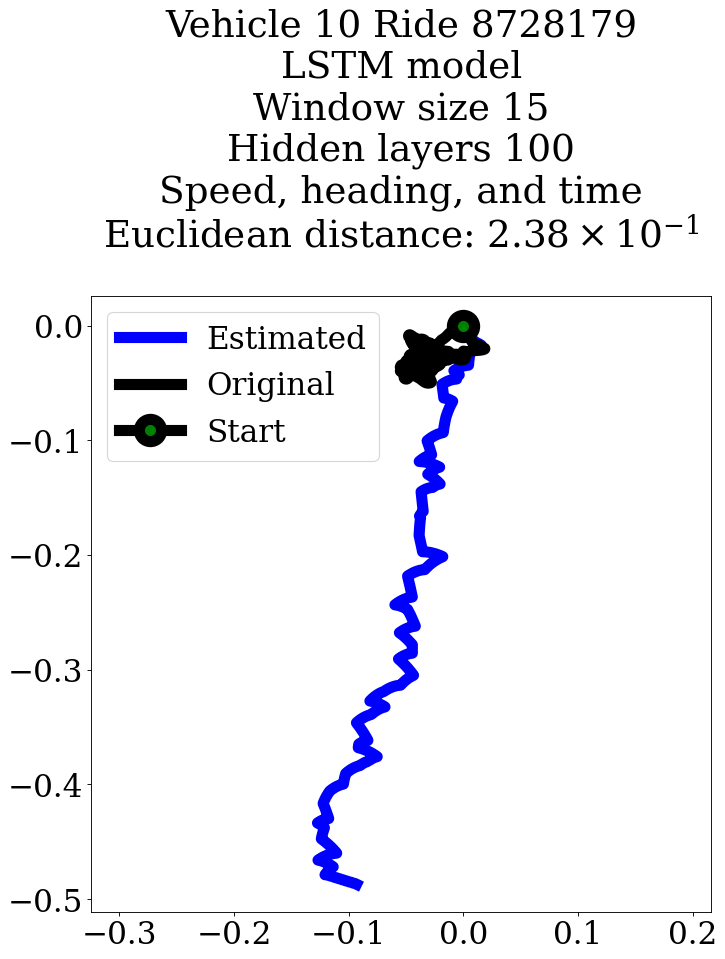 Vehicle 10 Ride 8728179
LSTM model
Window size 15
Hidden layers 100
Speed, heading, and time
Euclidean distance: 2.38 × 10⁻¹
Estimated
Original
Start
0.0
−0.1
−0.2
−0.3
−0.4
−0.5
−0.3 −0.2 −0.1 0.0 0.1 0.2